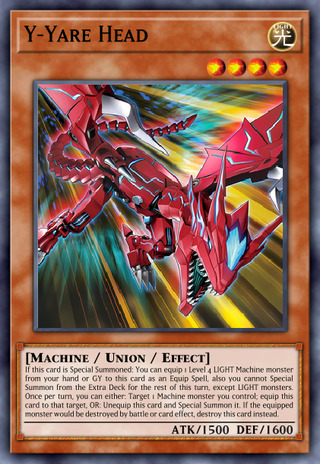 Y-Yare Head
LIGHT
光
[Machine / Union / Effect]
If this card is Special Summoned: You can equip 1 Level 4 LIGHT Machine monster
from your hand or GY to this card as an Equip Spell, also you cannot Special
Summon from the Extra Deck for the rest of this turn, except LIGHT monsters.
Once per turn, you can either: Target 1 Machine monster you control; equip this
card to that target, OR: Unequip this card and Special Summon it. If the equipped
monster would be destroyed by battle or card effect, destroy this card instead.
ATK/1500 DEF/1600